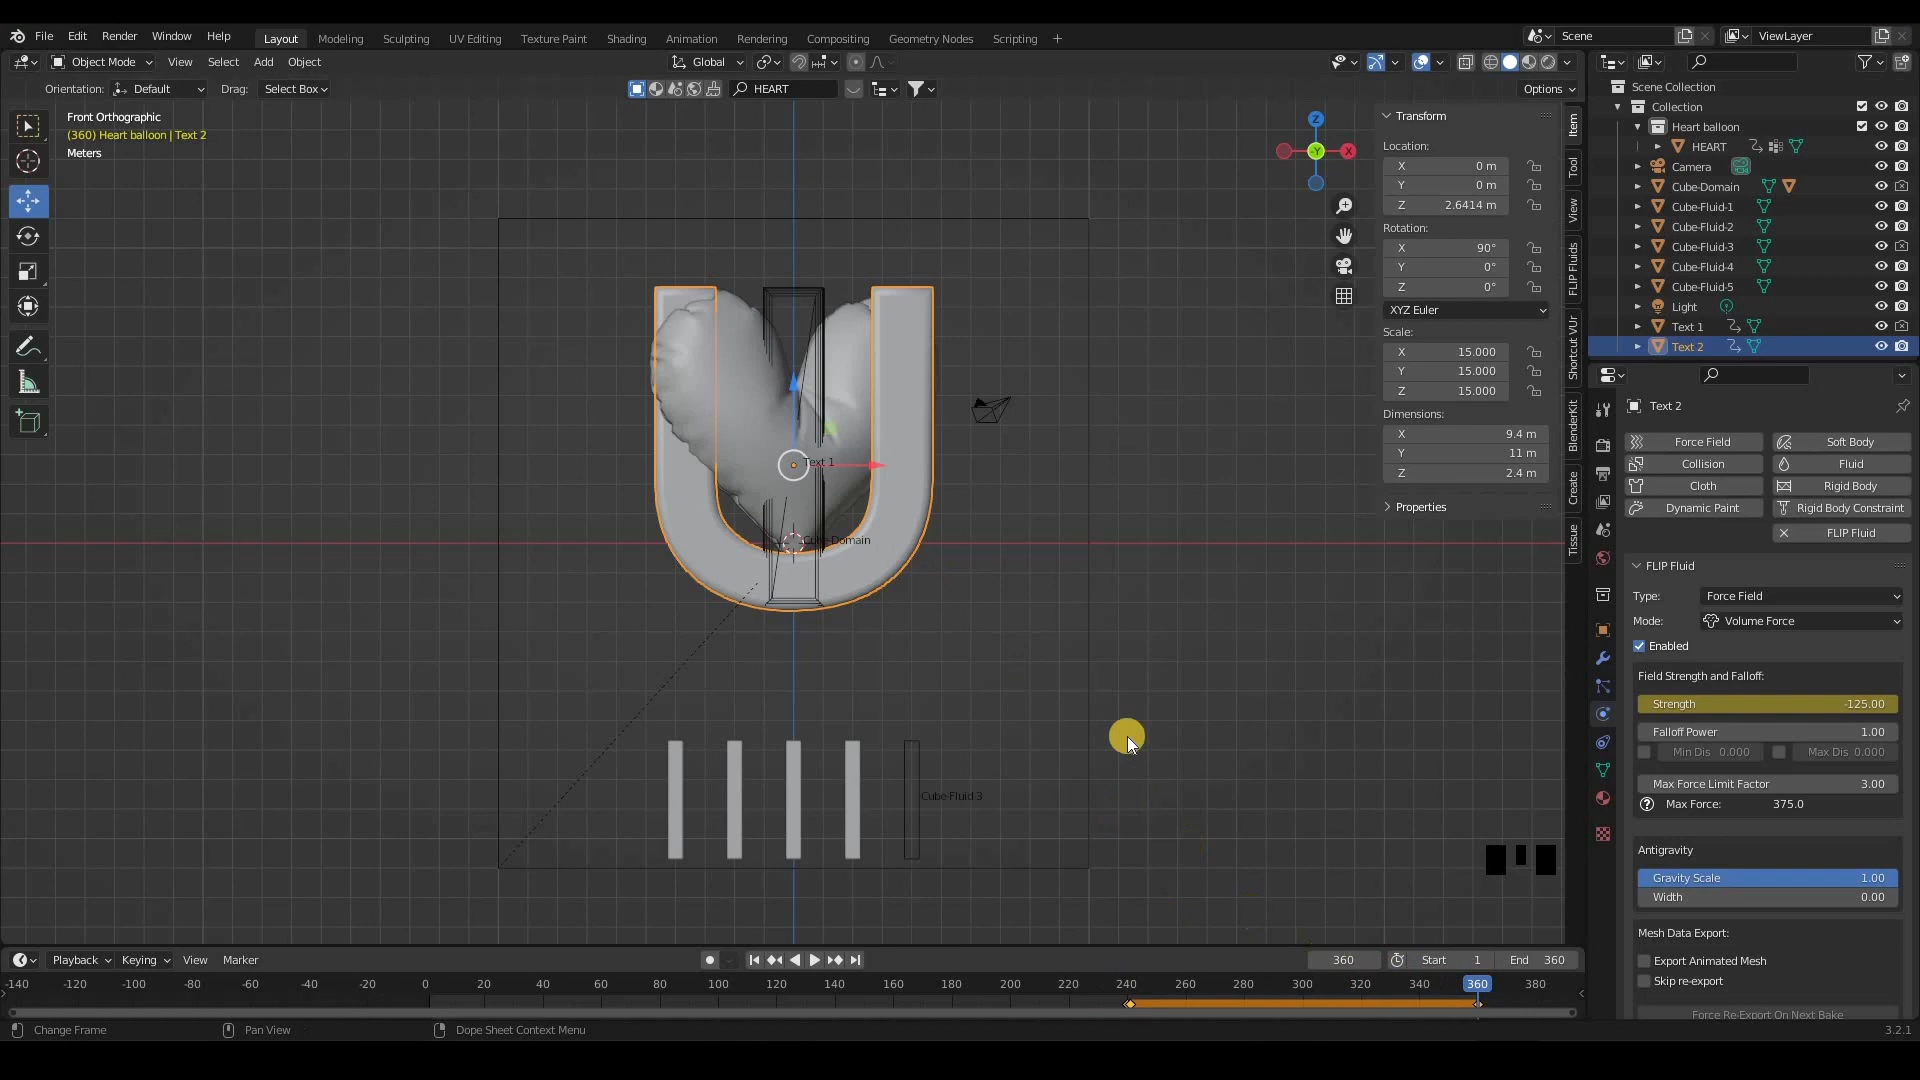 File Edit Render Window Help Layout Modeling Sculpting UV Editing Texture Paint Shading Animation Rendering Compositing Geometry Nodes Scripting + Scene ViewLayer
Object Mode View Select Add Object Global
Orientation: Default Drag: Select Box HEART Options
Front Orthographic
(360) Heart balloon | Text 2
Meters
Z
-Y
X
Text 1
Cube-Domain
Cube-Fluid-3
Transform
Location:
X 0 m
Y 0 m
Z 2.6414 m
Rotation:
X 90°
Y 0°
Z 0°
XYZ Euler
Scale:
X 15.000
Y 15.000
Z 15.000
Dimensions:
X 9.4 m
Y 11 m
Z 2.4 m
Properties
Item
Tool
View
FLIP Fluids
Shortcut VUr
BlenderKit
Create
Tissue
Scene Collection
Collection
Heart balloon
HEART
Camera
Cube-Domain
Cube-Fluid-1
Cube-Fluid-2
Cube-Fluid-3
Cube-Fluid-4
Cube-Fluid-5
Light
Text 1
Text 2
Text 2
Force Field Soft Body
Collision Fluid
Cloth Rigid Body
Dynamic Paint Rigid Body Constraint
FLIP Fluid
FLIP Fluid
Type: Force Field
Mode: Volume Force
Enabled
Field Strength and Falloff:
Strength -125.00
Falloff Power 1.00
Min Dis 0.000 Max Dis 0.000
Max Force Limit Factor 3.00
Max Force: 375.0
Antigravity
Gravity Scale 1.00
Width 0.00
Mesh Data Export:
Export Animated Mesh
Skip re-export
Force Re-Export On Next Bake
Playback Keying View Marker 360 Start 1 End 360
-140 -120 -100 -80 -60 -40 -20 0 20 40 60 80 100 120 140 160 180 200 220 240 260 280 300 320 340 360 380
Change Frame Pan View Dope Sheet Context Menu 3.2.1